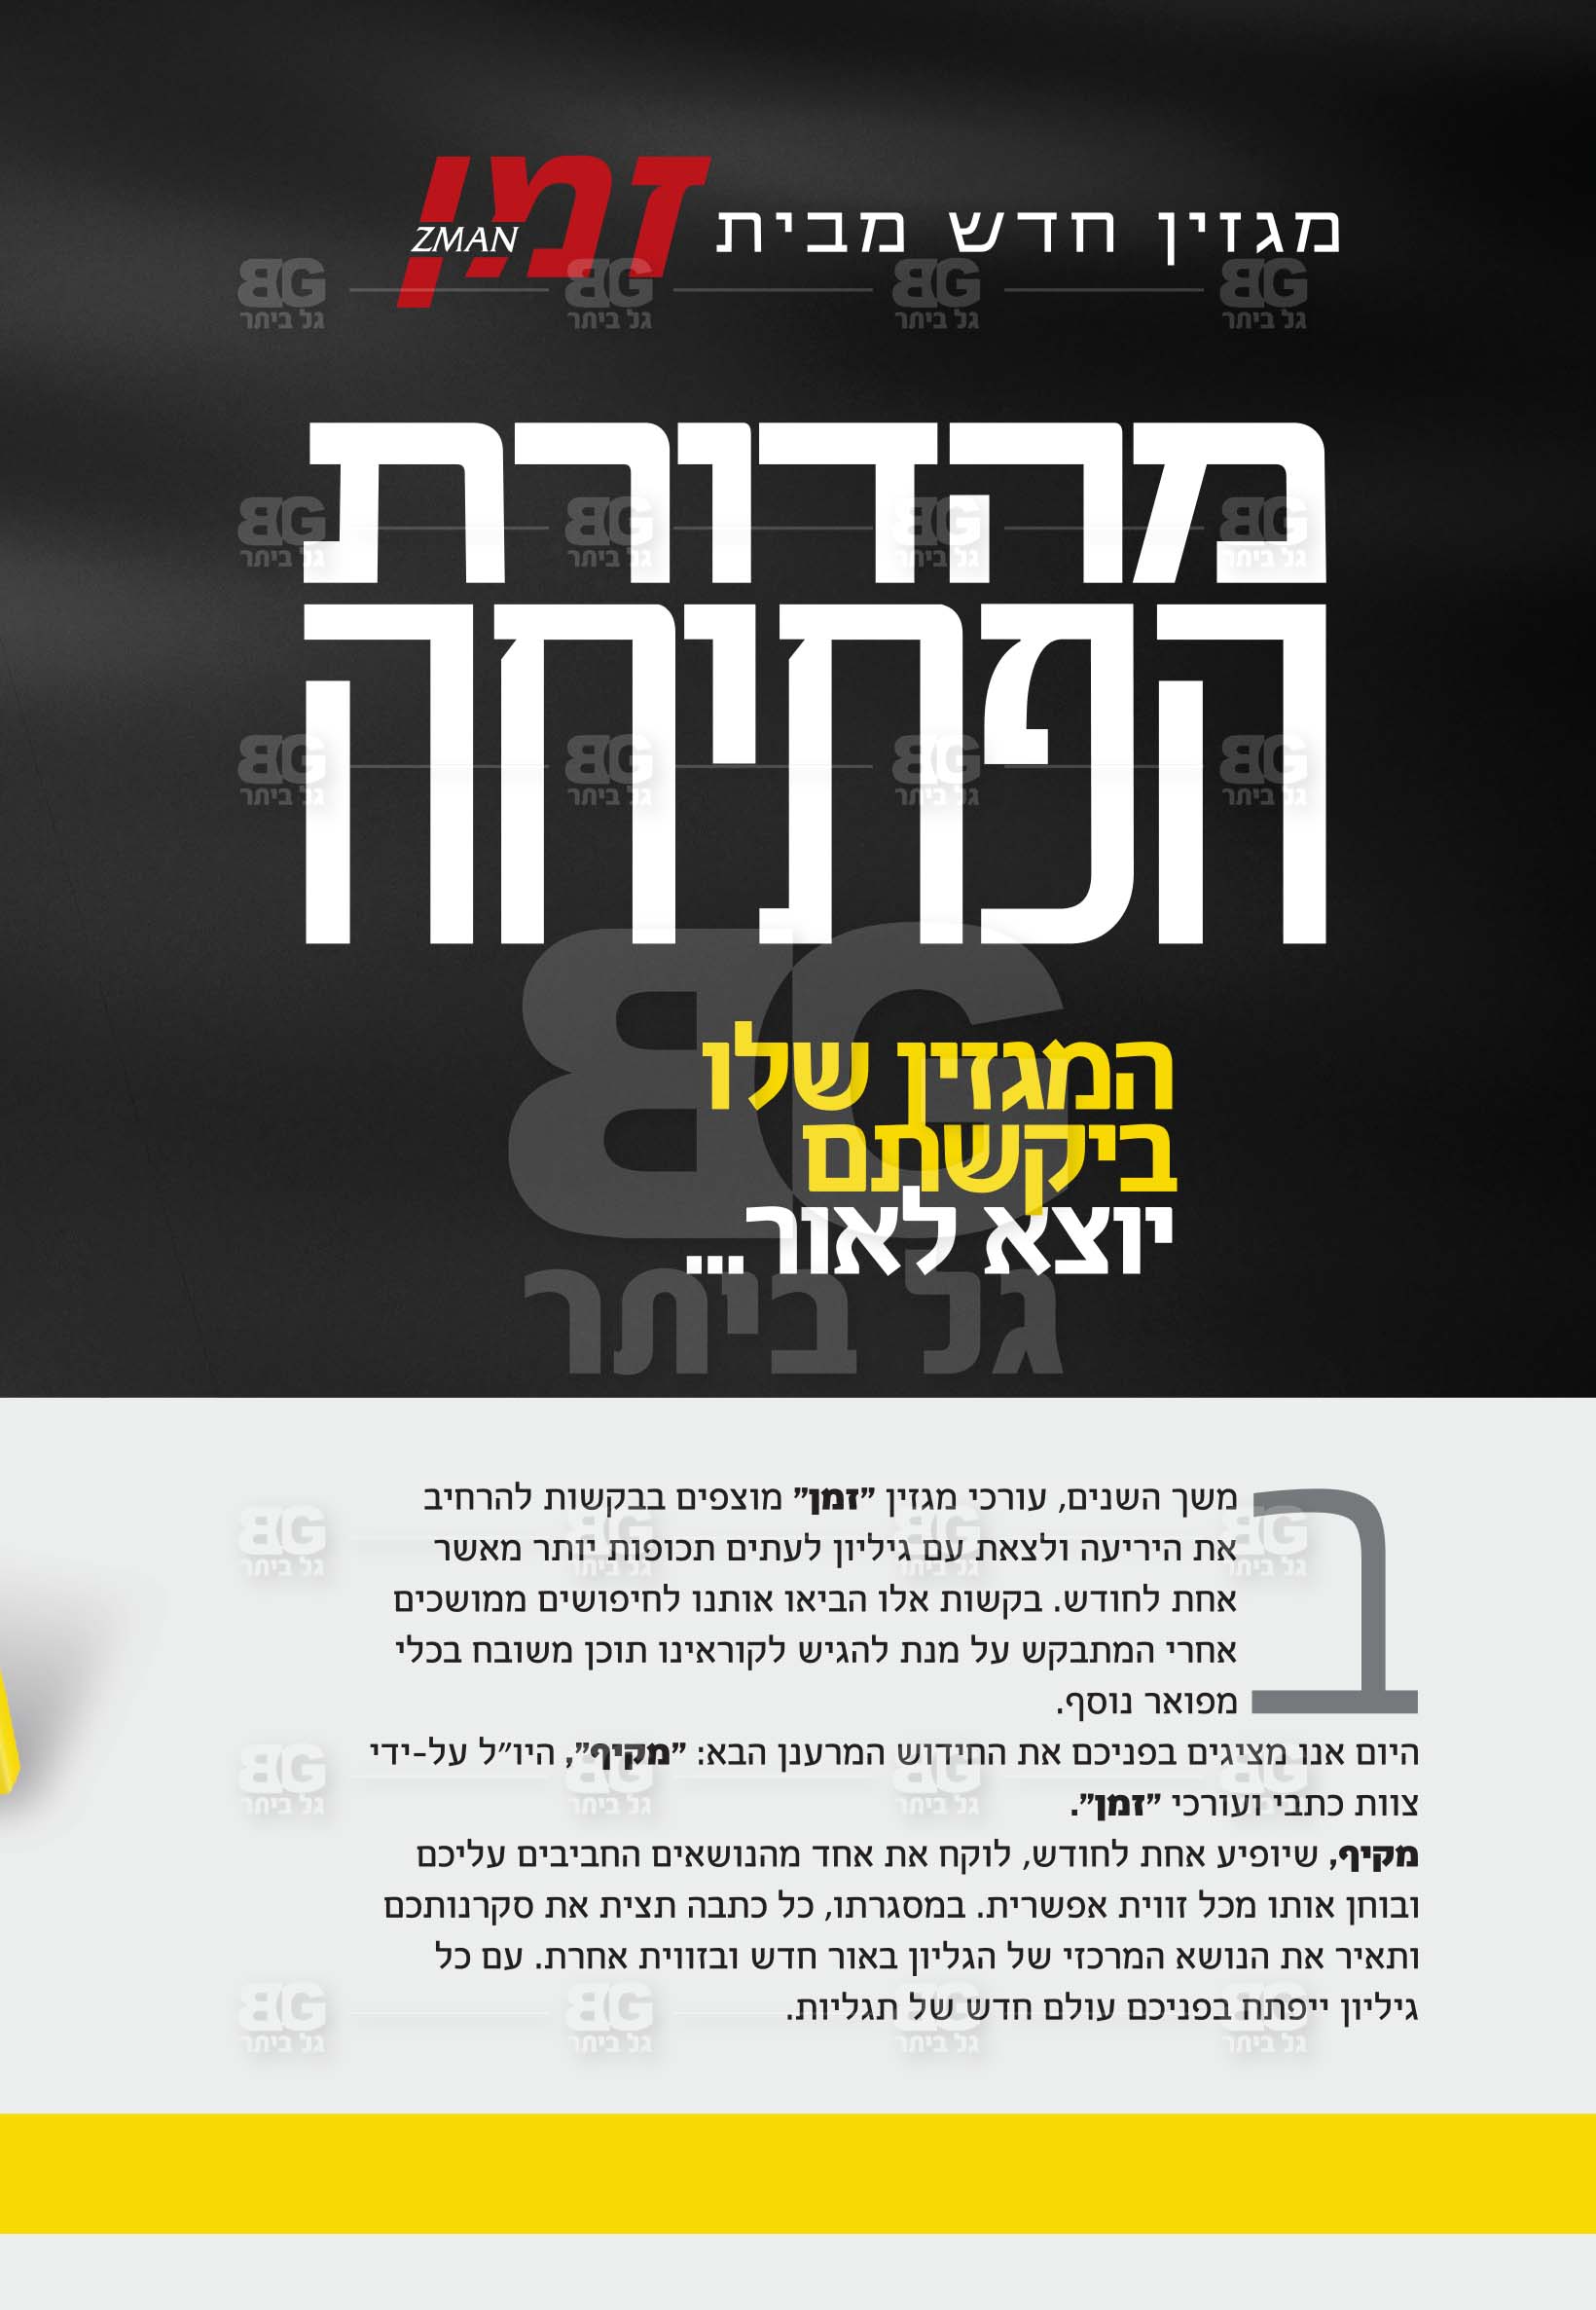 מגזין חדש מבית זמן
ZMAN
מהדורת
הפתיחה
המגזין שלו
ביקשתם
יוצא לאור...
BG
גל ביתר
במשך השנים, עורכי מגזין "זמן" מוצפים בבקשות להרחיב
את היריעה ולצאת עם גיליון לעתים תכופות יותר מאשר
אחת לחודש. בקשות אלו הביאו אותנו לחיפושים ממושכים
אחרי המתבקש על מנת להגיש לקוראינו תוכן משובח בכלי
מפואר נוסף.
היום אנו מציגים בפניכם את החידוש המרענן הבא: "מקיף", היו"ל על-ידי
צוות כתבי ועורכי "זמן".
מקיף, שיופיע אחת לחודש, לוקח את אחד מהנושאים החביבים עליכם
ובוחן אותו מכל זווית אפשרית. במסגרתו, כל כתבה תצית את סקרנותכם
ותאיר את הנושא המרכזי של הגליון באור חדש ובזווית אחרת. עם כל
גיליון ייפתח בפניכם עולם חדש של תגליות.